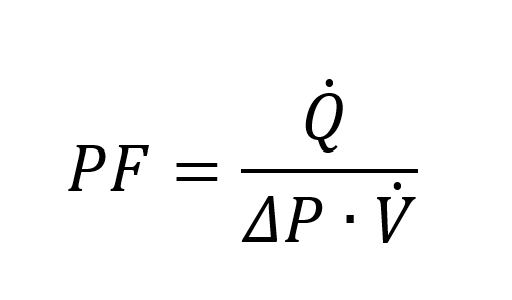 PF = Q̇ / (ΔP · V̇)